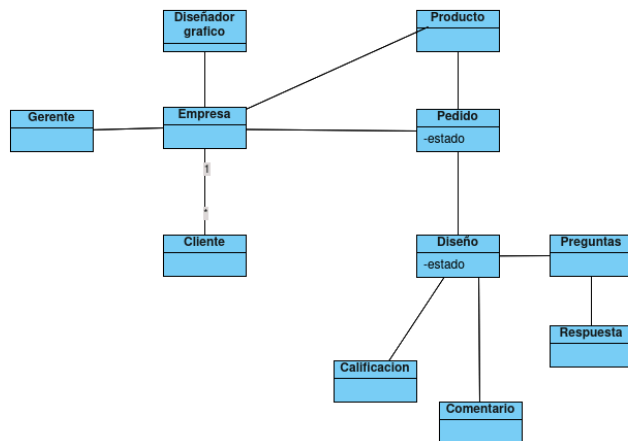 Diseñador
grafico
Producto
Gerente
Empresa
Pedido
-estado
1
*
Cliente
Diseño
-estado
Preguntas
Respuesta
Calificacion
Comentario